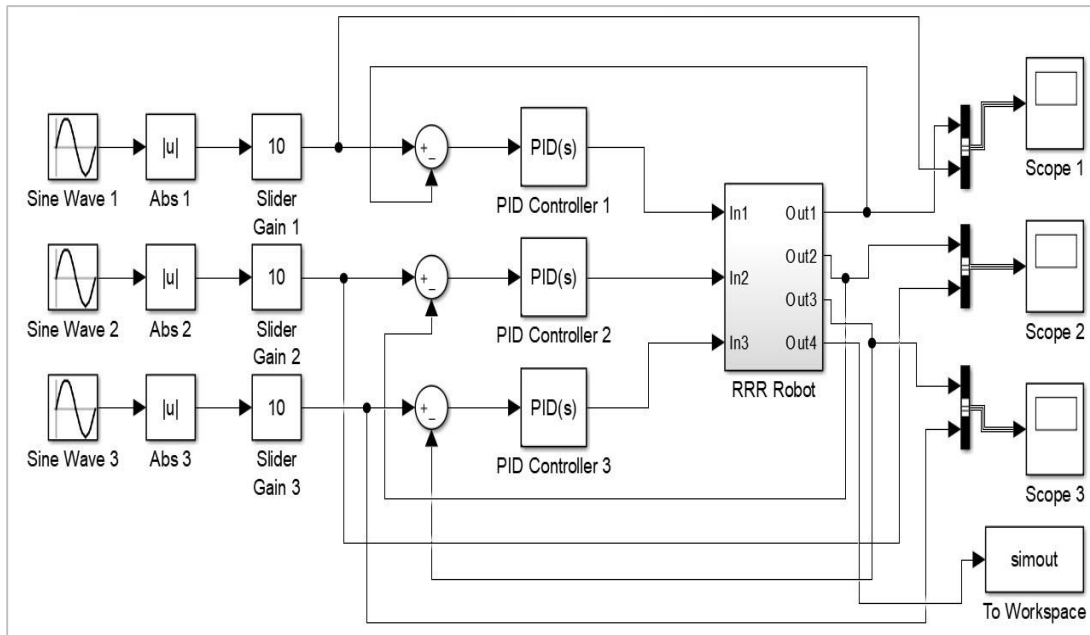 |u|
10
+
−
PID(s)
Sine Wave 1
Abs 1
Slider
Gain 1
PID Controller 1
Scope 1
In1
Out1
|u|
10
+
−
PID(s)
In2
Out2
Out3
Sine Wave 2
Abs 2
Slider
Gain 2
PID Controller 2
Scope 2
In3
Out4
RRR Robot
|u|
10
+
−
PID(s)
Sine Wave 3
Abs 3
Slider
Gain 3
PID Controller 3
Scope 3
simout
To Workspace